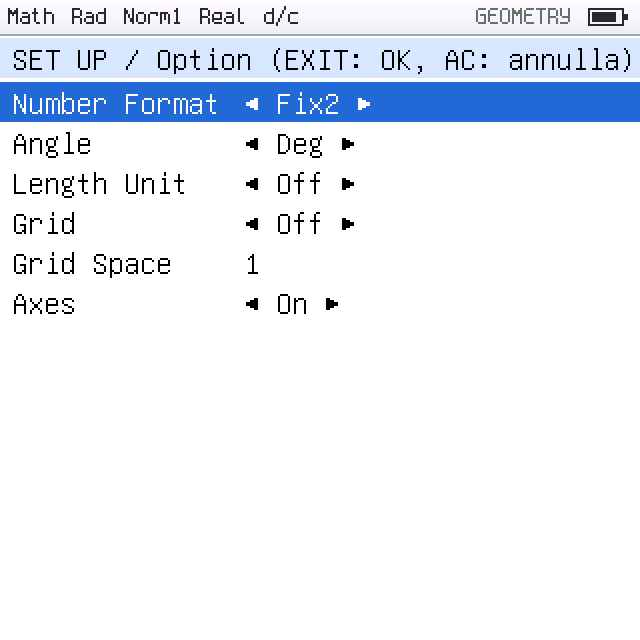 Math Rad Norm1 Real d/c GEOMETRY
SET UP / Option (EXIT: OK, AC: annulla)
Number Format ◄ Fix2 ►
Angle ◄ Deg ►
Length Unit ◄ Off ►
Grid ◄ Off ►
Grid Space 1
Axes ◄ On ►